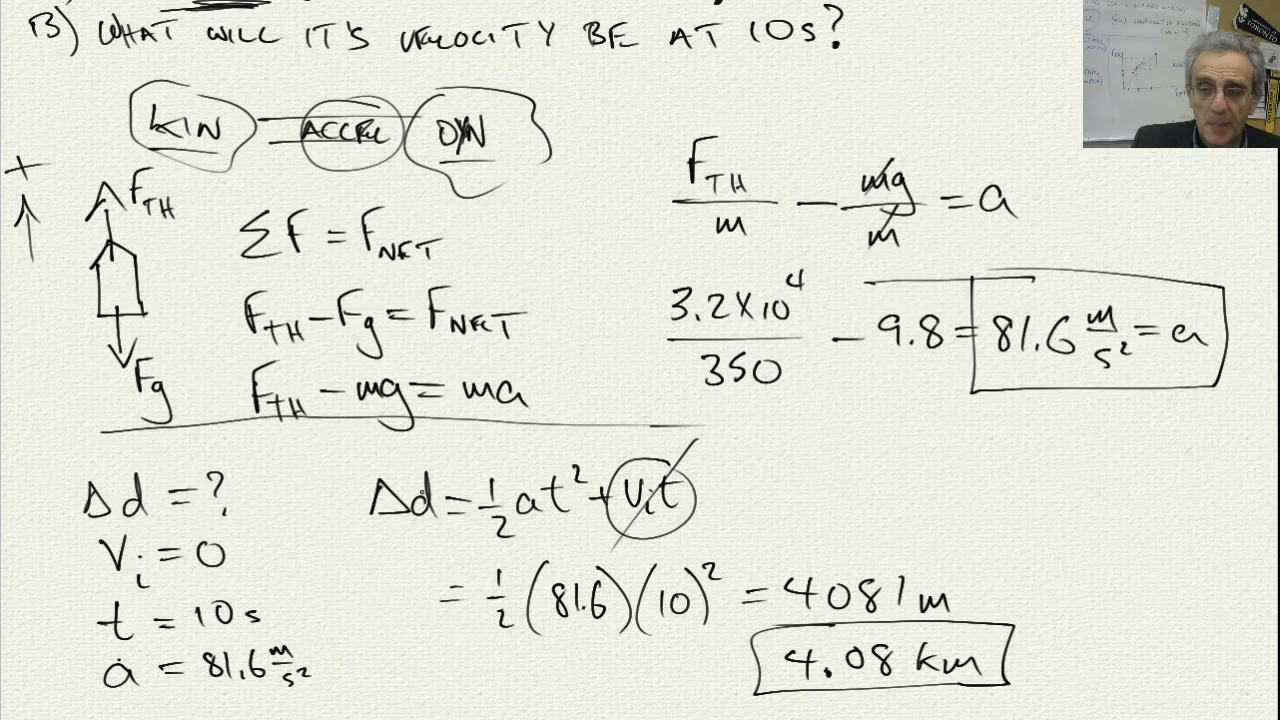 B) WHAT WILL IT'S VELOCITY BE AT 10s?
KIN ACCEL DYN
+
F_TH
F_g
ΣF = F_NET
F_TH - F_g = F_NET
F_TH - mg = ma
F_TH/m - mg/m = a
3.2X10^4/350 - 9.8 = 81.6 m/s² = a
Δd = ?
V_i = 0
t = 10s
a = 81.6 m/s²
Δd = 1/2 at² + V_i t
= 1/2 (81.6)(10)² = 4081 m
4.08 km
TORONTO